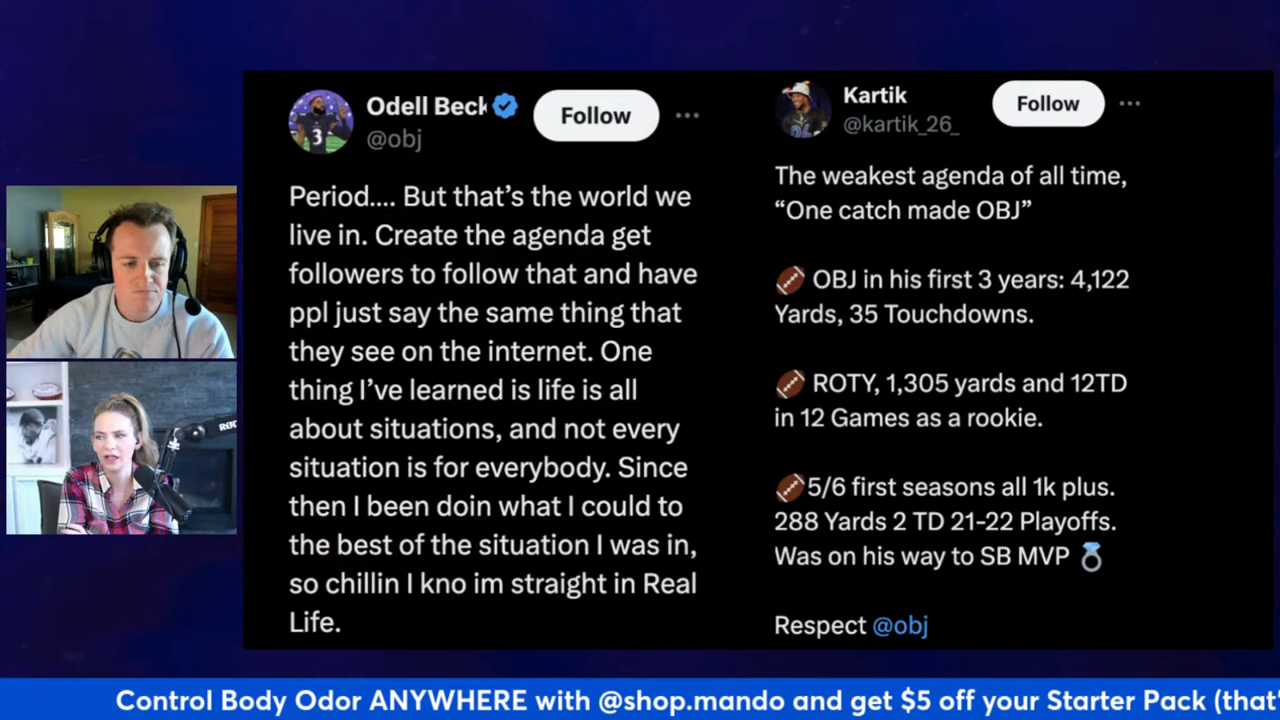 Odell Beck
@obj
Follow
Period.... But that's the world we
live in. Create the agenda get
followers to follow that and have
ppl just say the same thing that
they see on the internet. One
thing I've learned is life is all
about situations, and not every
situation is for everybody. Since
then I been doin what I could to
the best of the situation I was in,
so chillin I kno im straight in Real
Life.
Kartik
@kartik_26_
Follow
The weakest agenda of all time,
“One catch made OBJ”
🏈 OBJ in his first 3 years: 4,122
Yards, 35 Touchdowns.
🏈 ROTY, 1,305 yards and 12TD
in 12 Games as a rookie.
🏈5/6 first seasons all 1k plus.
288 Yards 2 TD 21-22 Playoffs.
Was on his way to SB MVP 💍
Respect @obj
3
RØD
Control Body Odor ANYWHERE with @shop.mando and get $5 off your Starter Pack (that'